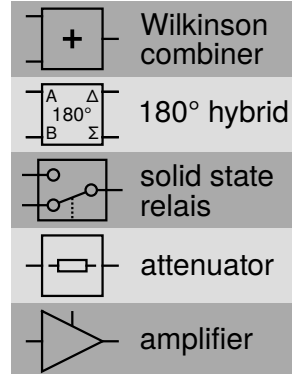 +
Wilkinson
combiner
A Δ
180°
B Σ
180° hybrid
solid state
relais
attenuator
amplifier